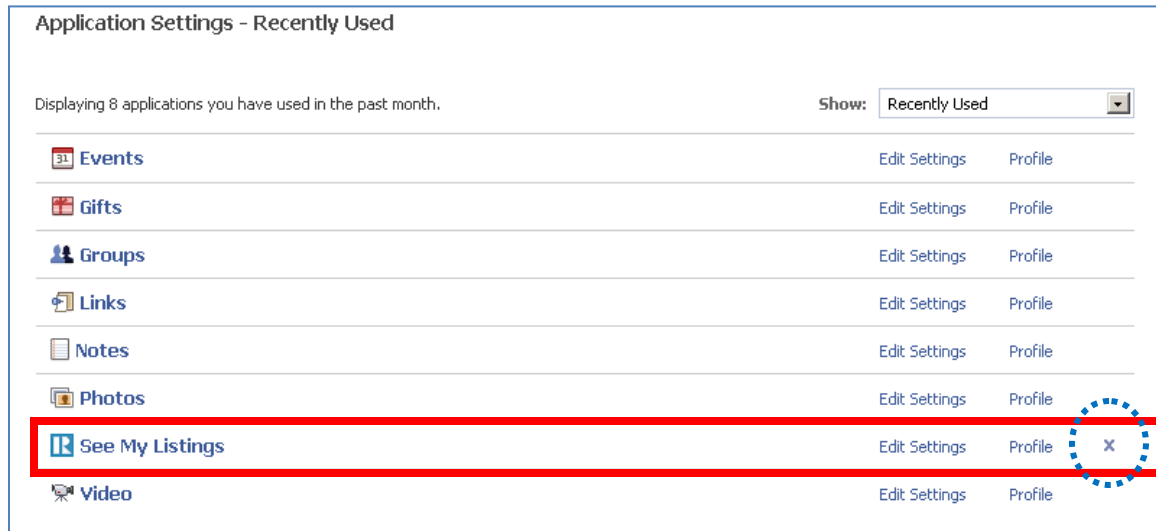 Application Settings - Recently Used
Displaying 8 applications you have used in the past month. Show: Recently Used
31 Events Edit Settings Profile
Gifts Edit Settings Profile
Groups Edit Settings Profile
Links Edit Settings Profile
Notes Edit Settings Profile
Photos Edit Settings Profile
R See My Listings Edit Settings Profile x
Video Edit Settings Profile